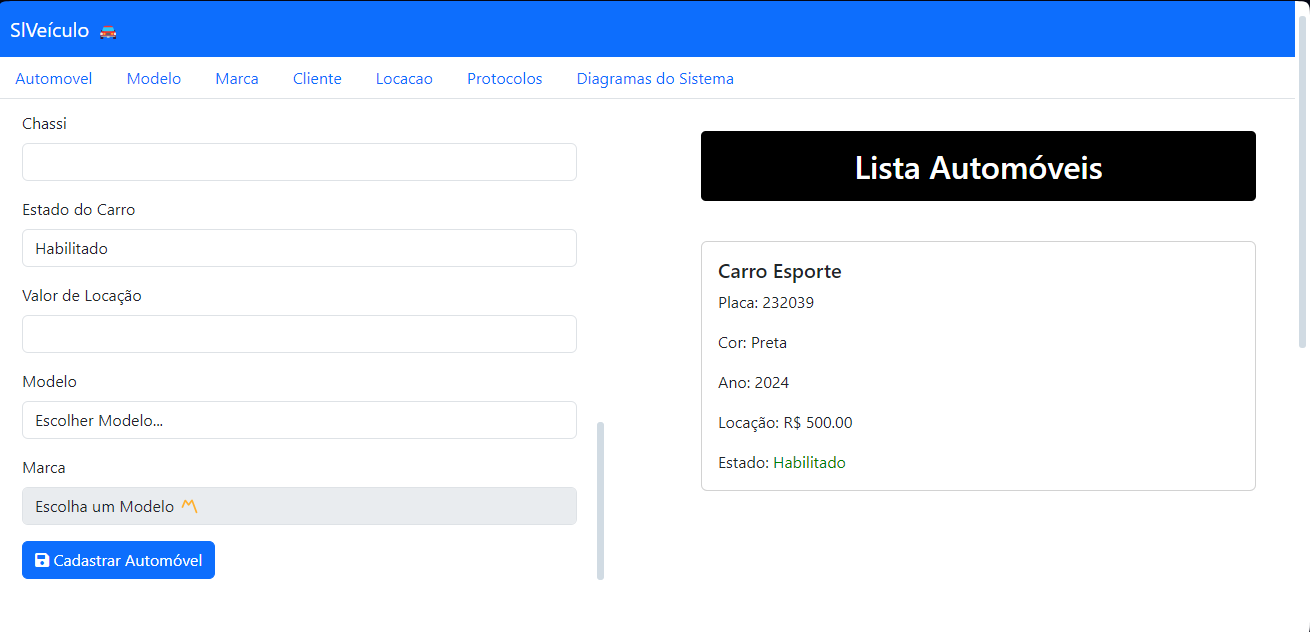 SlVeículo
Automovel Modelo Marca Cliente Locacao Protocolos Diagramas do Sistema
Chassi
Estado do Carro
Habilitado
Valor de Locação
Modelo
Escolher Modelo...
Marca
Escolha um Modelo
Cadastrar Automóvel
Lista Automóveis
Carro Esporte
Placa: 232039
Cor: Preta
Ano: 2024
Locação: R$ 500.00
Estado: Habilitado